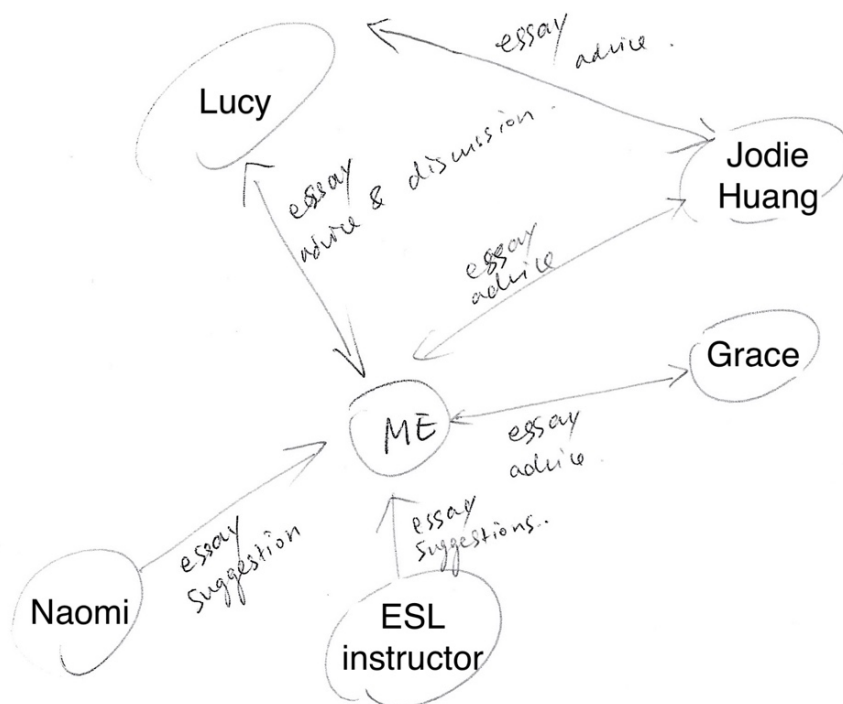 essay
advice.
Lucy
essay
advice & discussion.
Jodie
Huang
essay
advice
Grace
ME
essay
advice.
essay
suggestion
essay
suggestions..
Naomi
ESL
instructor